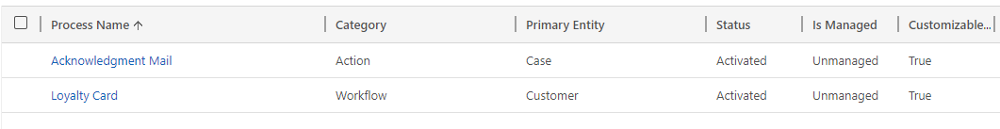 Process Name ↑ Category Primary Entity Status Is Managed Customizable...
Acknowledgment Mail Action Case Activated Unmanaged True
Loyalty Card Workflow Customer Activated Unmanaged True